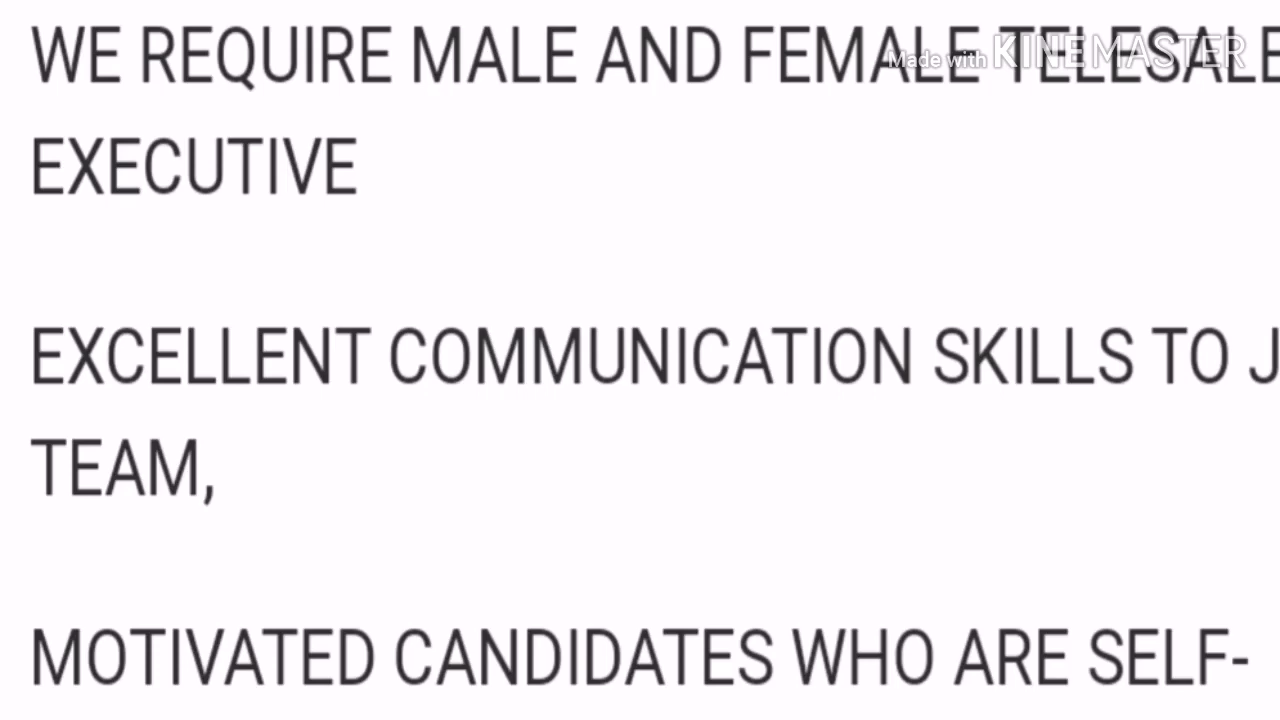 WE REQUIRE MALE AND FEMALE TELESALE
Made with KINEMASTER
EXECUTIVE
EXCELLENT COMMUNICATION SKILLS TO J
TEAM,
MOTIVATED CANDIDATES WHO ARE SELF-